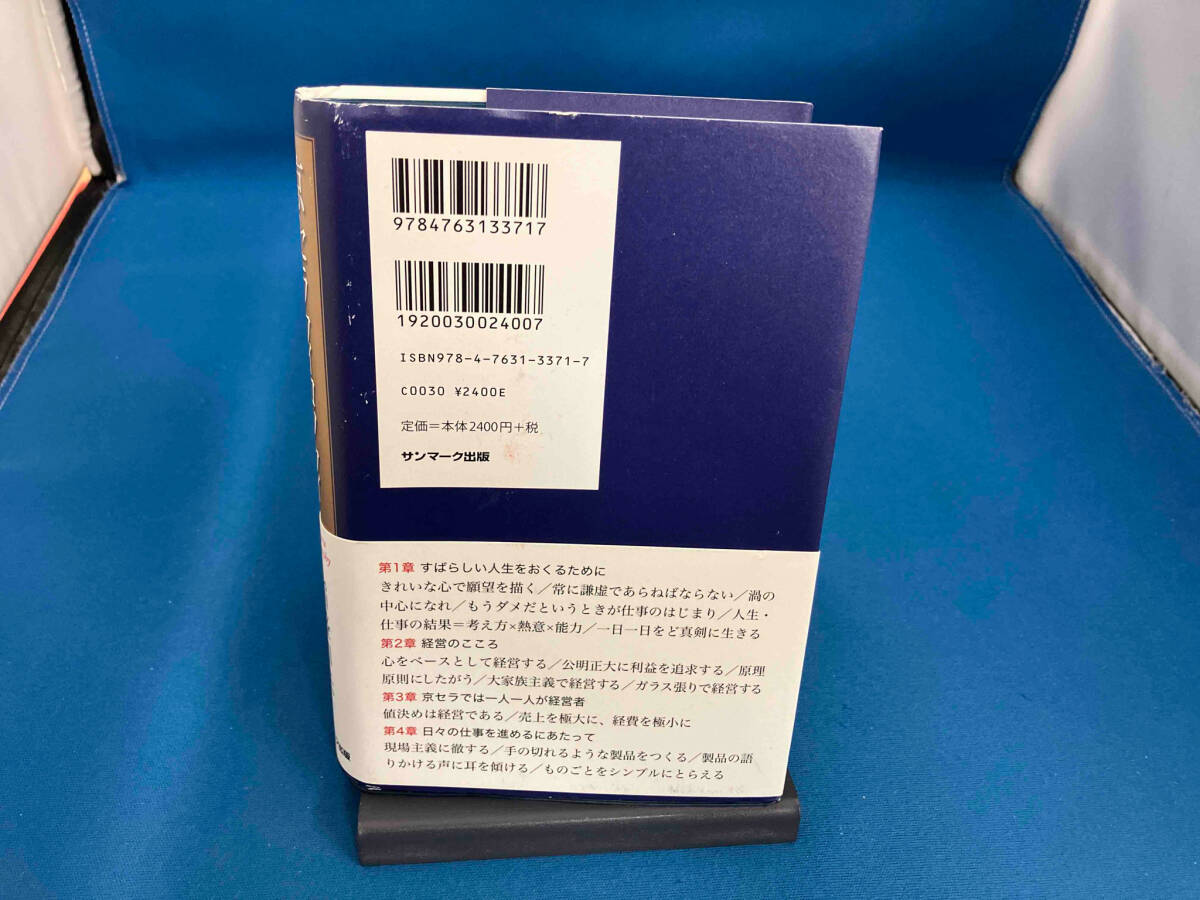 9784763133717
1920030024007
ISBN978-4-7631-3371-7
C0030 ¥2400E
定価＝本体2400円＋税
サンマーク出版
第1章 すばらしい人生をおくるために
きれいな心で願望を描く／常に謙虚であらねばならない／渦の
中心になれ／もうダメだというときが仕事のはじまり／人生・
仕事の結果＝考え方×熱意×能力／一日一日をど真剣に生きる
第2章 経営のこころ
心をベースとして経営する／公明正大に利益を追求する／原理
原則にしたがう／大家族主義で経営する／ガラス張りで経営する
第3章 京セラでは一人一人が経営者
値決めは経営である／売上を極大に、経費を極小に
第4章 日々の仕事を進めるにあたって
現場主義に徹する／手の切れるような製品をつくる／製品の語
りかける声に耳を傾ける／ものごとをシンプルにとらえる